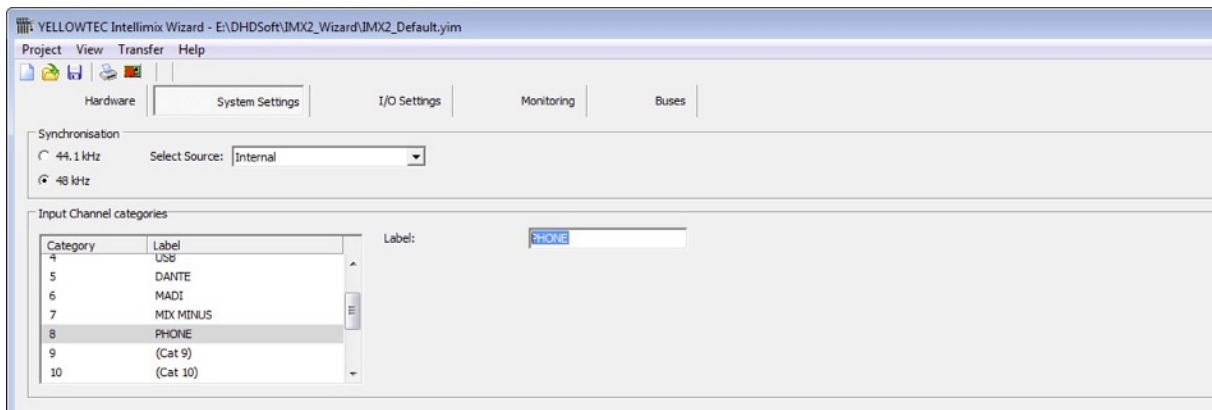 YELLOWTEC Intellimix Wizard - E:\DHDSoft\IMX2_Wizard\IMX2_Default.yim
Project View Transfer Help
Hardware System Settings I/O Settings Monitoring Buses
Synchronisation
44.1 kHz Select Source: Internal
48 kHz
Input Channel categories
Category Label Label: PHONE
4 USB
5 DANTE
6 MADI
7 MIX MINUS
8 PHONE
9 (Cat 9)
10 (Cat 10)